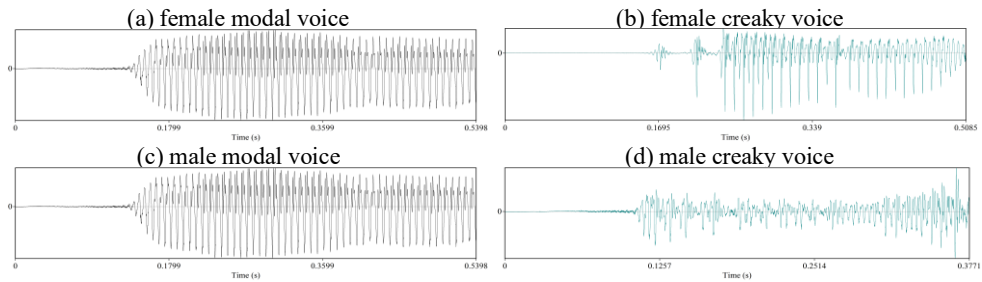 (a) female modal voice
(b) female creaky voice
0
0
0 0.1799 0.3599 0.5398
Time (s)
0 0.1695 0.339 0.5085
Time (s)
(c) male modal voice
(d) male creaky voice
0
0
0 0.1799 0.3599 0.5398
Time (s)
0 0.1257 0.2514 0.3771
Time (s)